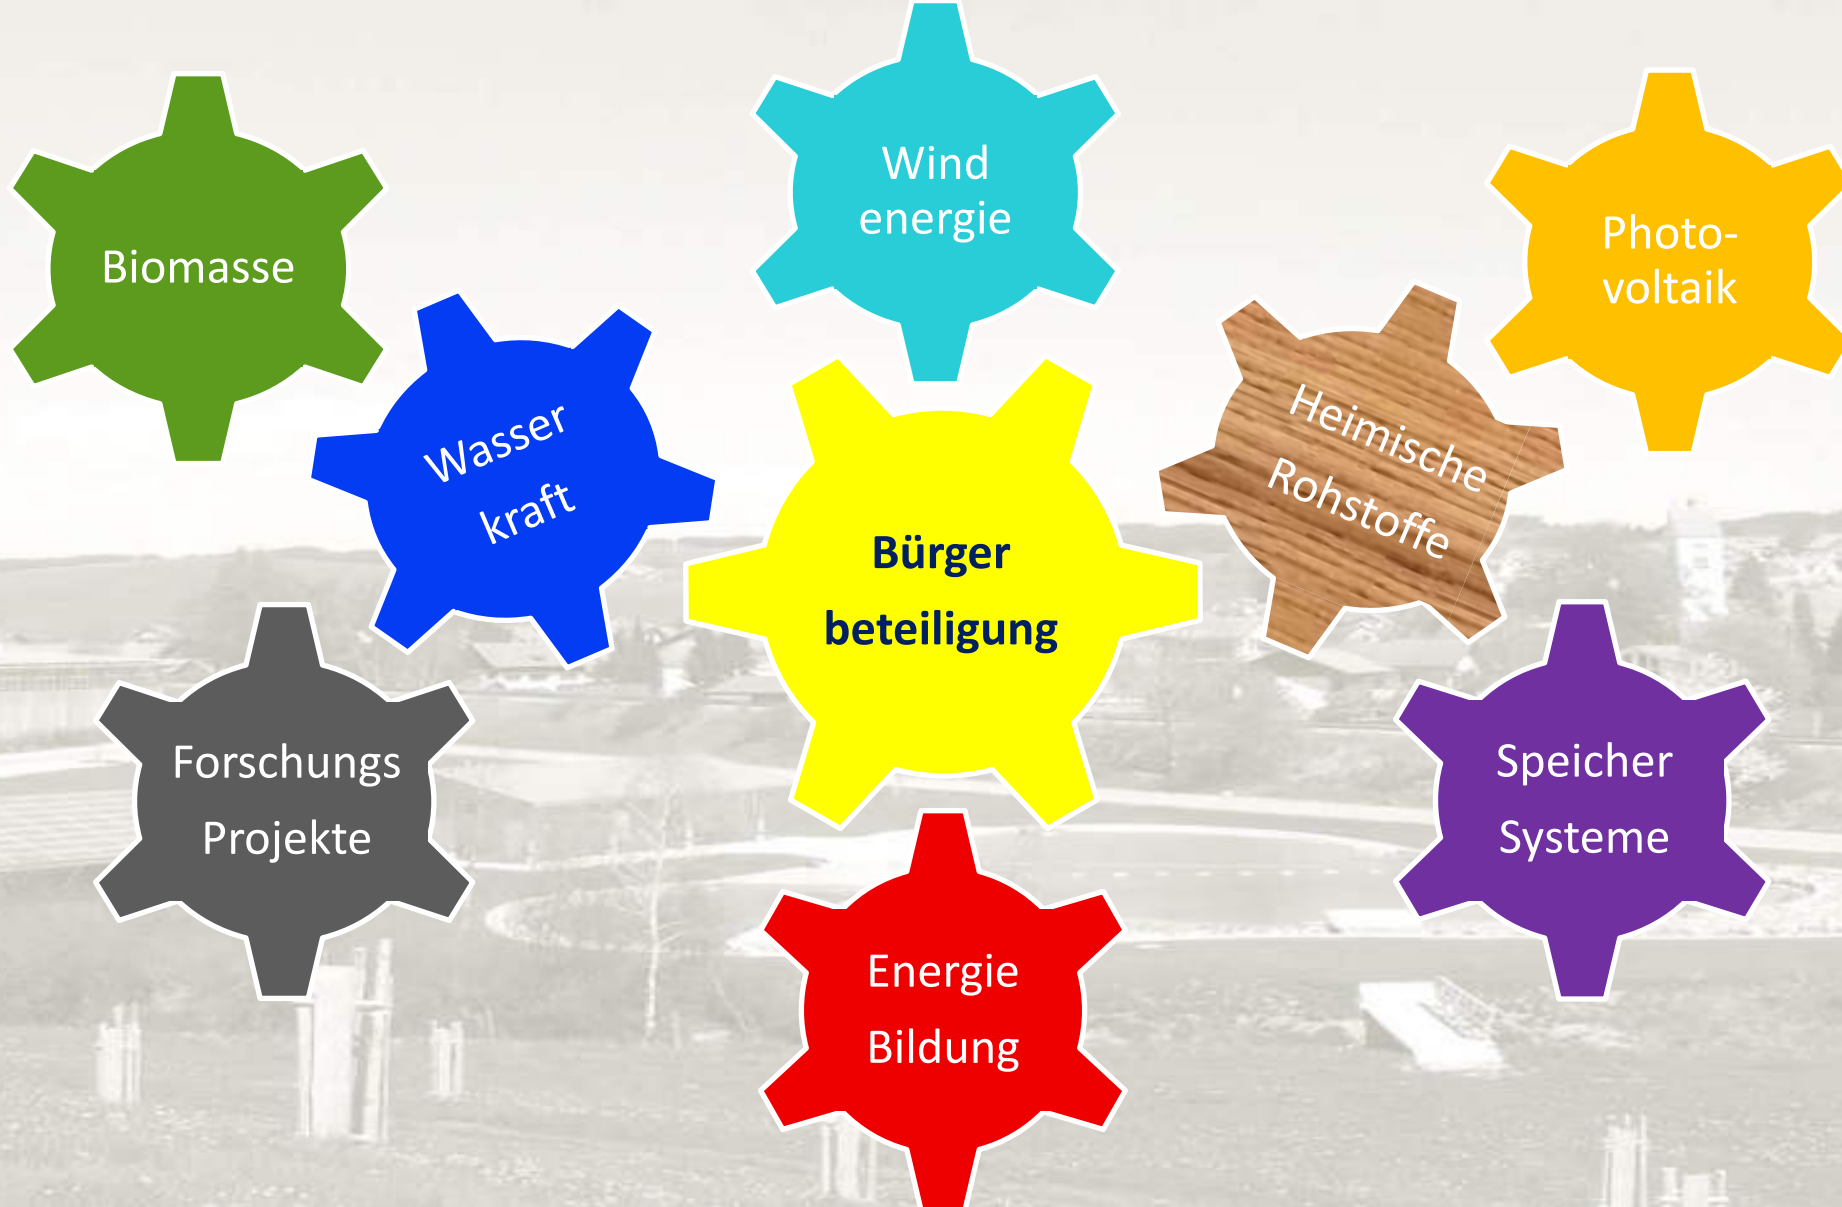 Wind
energie
Biomasse
Photo-
voltaik
Wasser
kraft
Heimische
Rohstoffe
Bürger
beteiligung
Forschungs
Projekte
Speicher
Systeme
Energie
Bildung